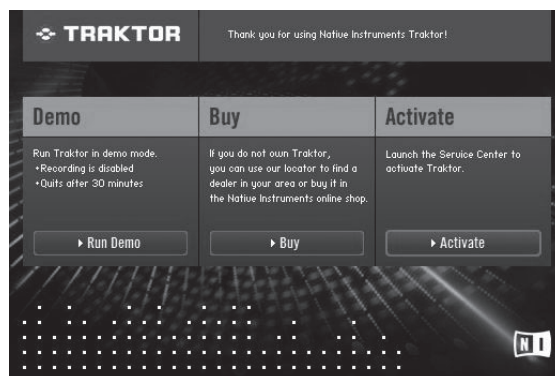 TRAKTOR
Thank you for using Native Instruments Traktor!
Demo
Run Traktor in demo mode.
•Recording is disabled
•Quits after 30 minutes
▸ Run Demo
Buy
If you do not own Traktor,
you can use our locator to find a
dealer in your area or buy it in
the Native Instruments online shop.
▸ Buy
Activate
Launch the Service Center to
activate Traktor.
▸ Activate
NI